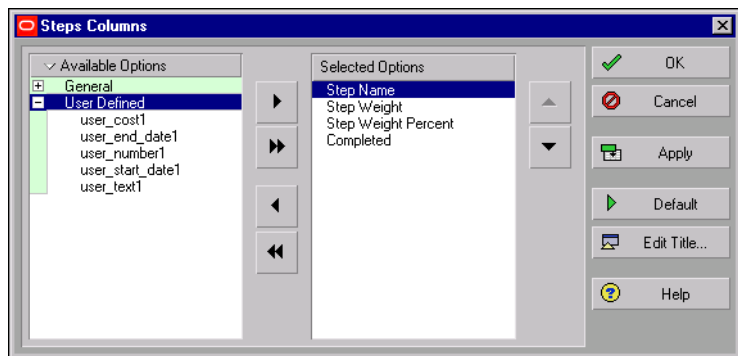 Steps Columns
Available Options
General
User Defined
user_cost1
user_end_date1
user_number1
user_start_date1
user_text1
Selected Options
Step Name
Step Weight
Step Weight Percent
Completed
OK
Cancel
Apply
Default
Edit Title...
Help